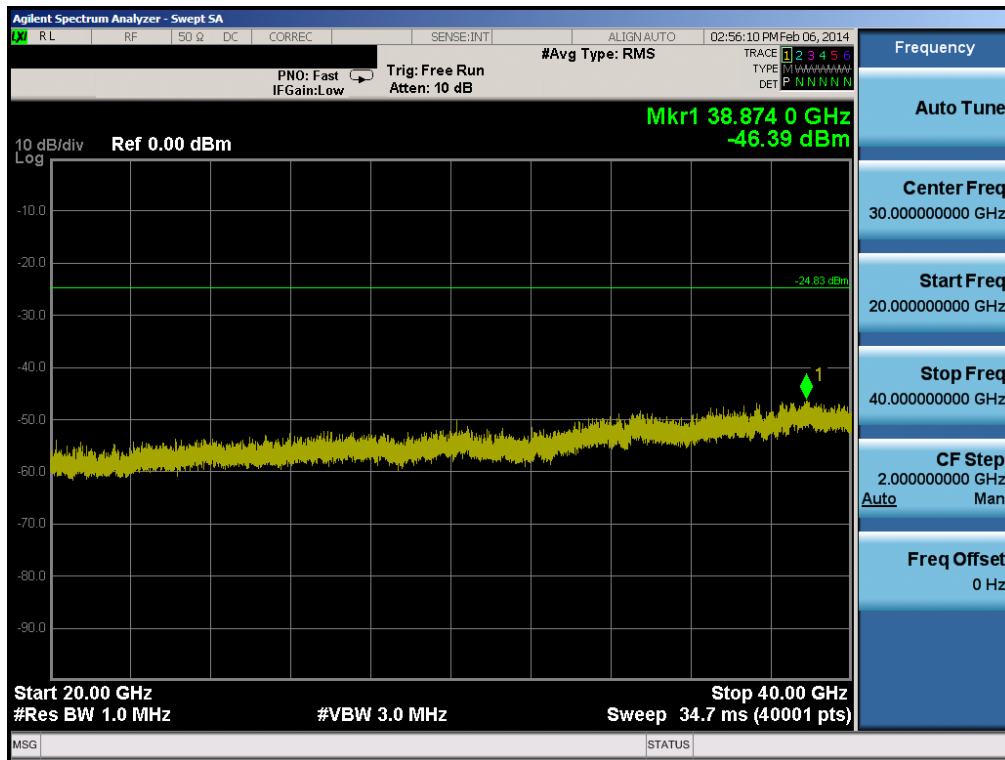 Agilent Spectrum Analyzer - Swept SA
LXI RL RF 50 Ω DC CORREC SENSE:INT ALIGN AUTO 02:56:10 PM Feb 06, 2014
Frequency
#Avg Type: RMS
TRACE 1 2 3 4 5 6
PNO: Fast Trig: Free Run
TYPE M WWWWW
IFGain:Low Atten: 10 dB
DET P N N N N N
Auto Tune
Mkr1 38.874 0 GHz
-46.39 dBm
10 dB/div Ref 0.00 dBm
Log
Center Freq
30.000000000 GHz
-10.0
-20.0
-24.83 dBm
Start Freq
20.000000000 GHz
-30.0
-40.0
1
Stop Freq
40.000000000 GHz
-50.0
-60.0
CF Step
2.000000000 GHz
Auto Man
-70.0
-80.0
Freq Offset
0 Hz
-90.0
Start 20.00 GHz Stop 40.00 GHz
#Res BW 1.0 MHz #VBW 3.0 MHz Sweep 34.7 ms (40001 pts)
MSG STATUS